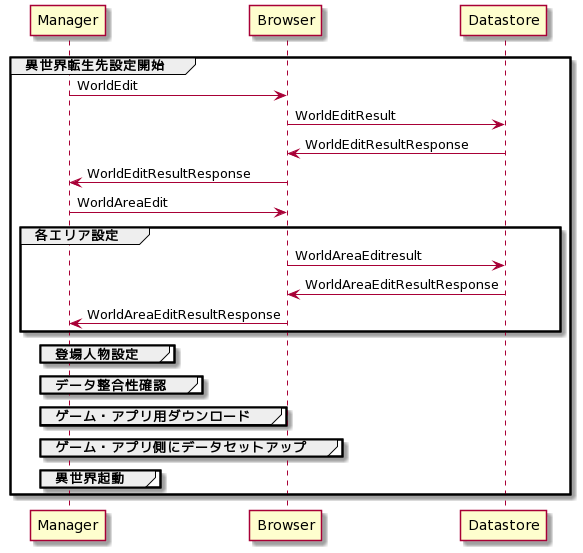 Manager Browser Datastore
異世界転生先設定開始
WorldEdit
WorldEditResult
WorldEditResultResponse
WorldEditResultResponse
WorldAreaEdit
各エリア設定
WorldAreaEditresult
WorldAreaEditResultResponse
WorldAreaEditResultResponse
登場人物設定
データ整合性確認
ゲーム・アプリ用ダウンロード
ゲーム・アプリ側にデータセットアップ
異世界起動
Manager Browser Datastore